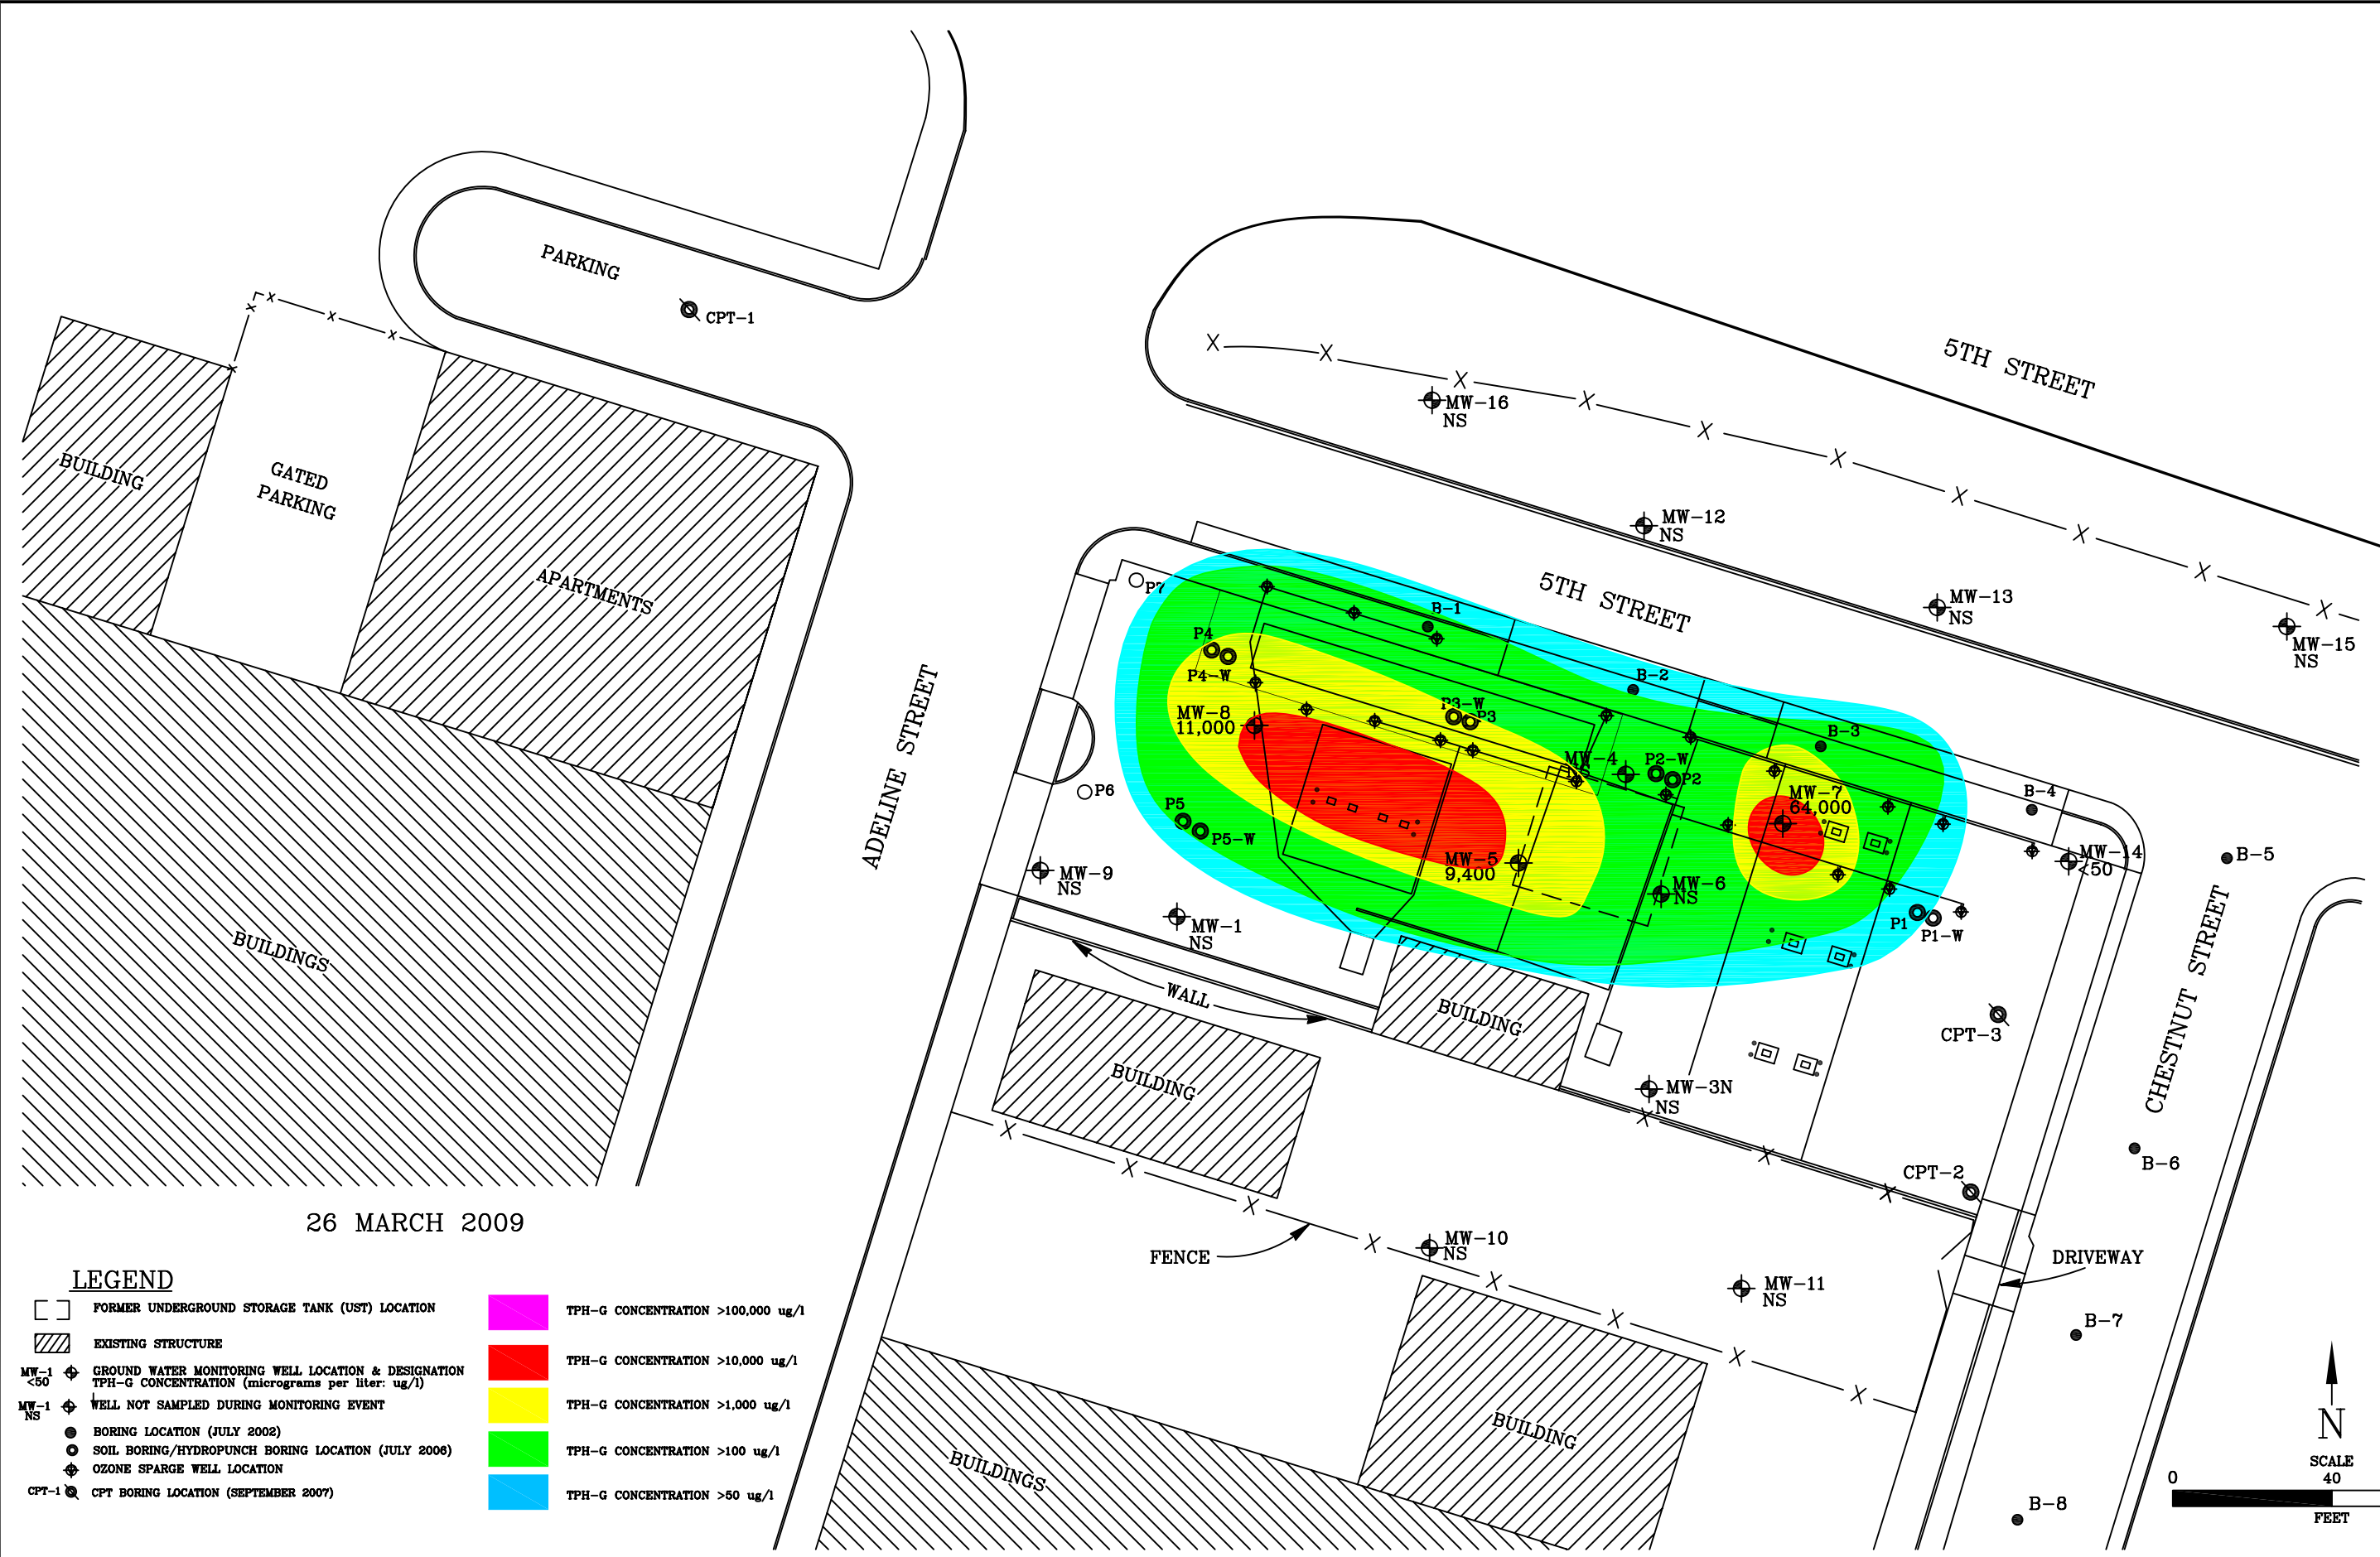 PARKING
CPT-1
5TH STREET
MW-16
NS
BUILDING
GATED
PARKING
APARTMENTS
MW-12
NS
5TH STREET
MW-13
NS
MW-15
NS
P7
B-1
P4
P4-W
B-2
P3-W
P3
MW-8
11,000
B-3
MW-4
NS
P2-W
P2
MW-7
64,000
B-4
P6
P5
P5-W
ADELINE STREET
MW-5
9,400
MW-14
<50
B-5
MW-9
NS
MW-6
NS
MW-1
NS
P1
P1-W
BUILDINGS
WALL
BUILDING
CPT-3
CHESTNUT STREET
BUILDING
MW-3N
NS
B-6
CPT-2
26 MARCH 2009
FENCE
MW-10
NS
DRIVEWAY
MW-11
NS
B-7
BUILDING
BUILDINGS
B-8
LEGEND
FORMER UNDERGROUND STORAGE TANK (UST) LOCATION
EXISTING STRUCTURE
MW-1
<50
GROUND WATER MONITORING WELL LOCATION & DESIGNATION
TPH-G CONCENTRATION (micrograms per liter: ug/l)
MW-1
NS
WELL NOT SAMPLED DURING MONITORING EVENT
BORING LOCATION (JULY 2002)
SOIL BORING/HYDROPUNCH BORING LOCATION (JULY 2006)
OZONE SPARGE WELL LOCATION
CPT-1
CPT BORING LOCATION (SEPTEMBER 2007)
TPH-G CONCENTRATION >100,000 ug/l
TPH-G CONCENTRATION >10,000 ug/l
TPH-G CONCENTRATION >1,000 ug/l
TPH-G CONCENTRATION >100 ug/l
TPH-G CONCENTRATION >50 ug/l
N
SCALE
0 40
FEET